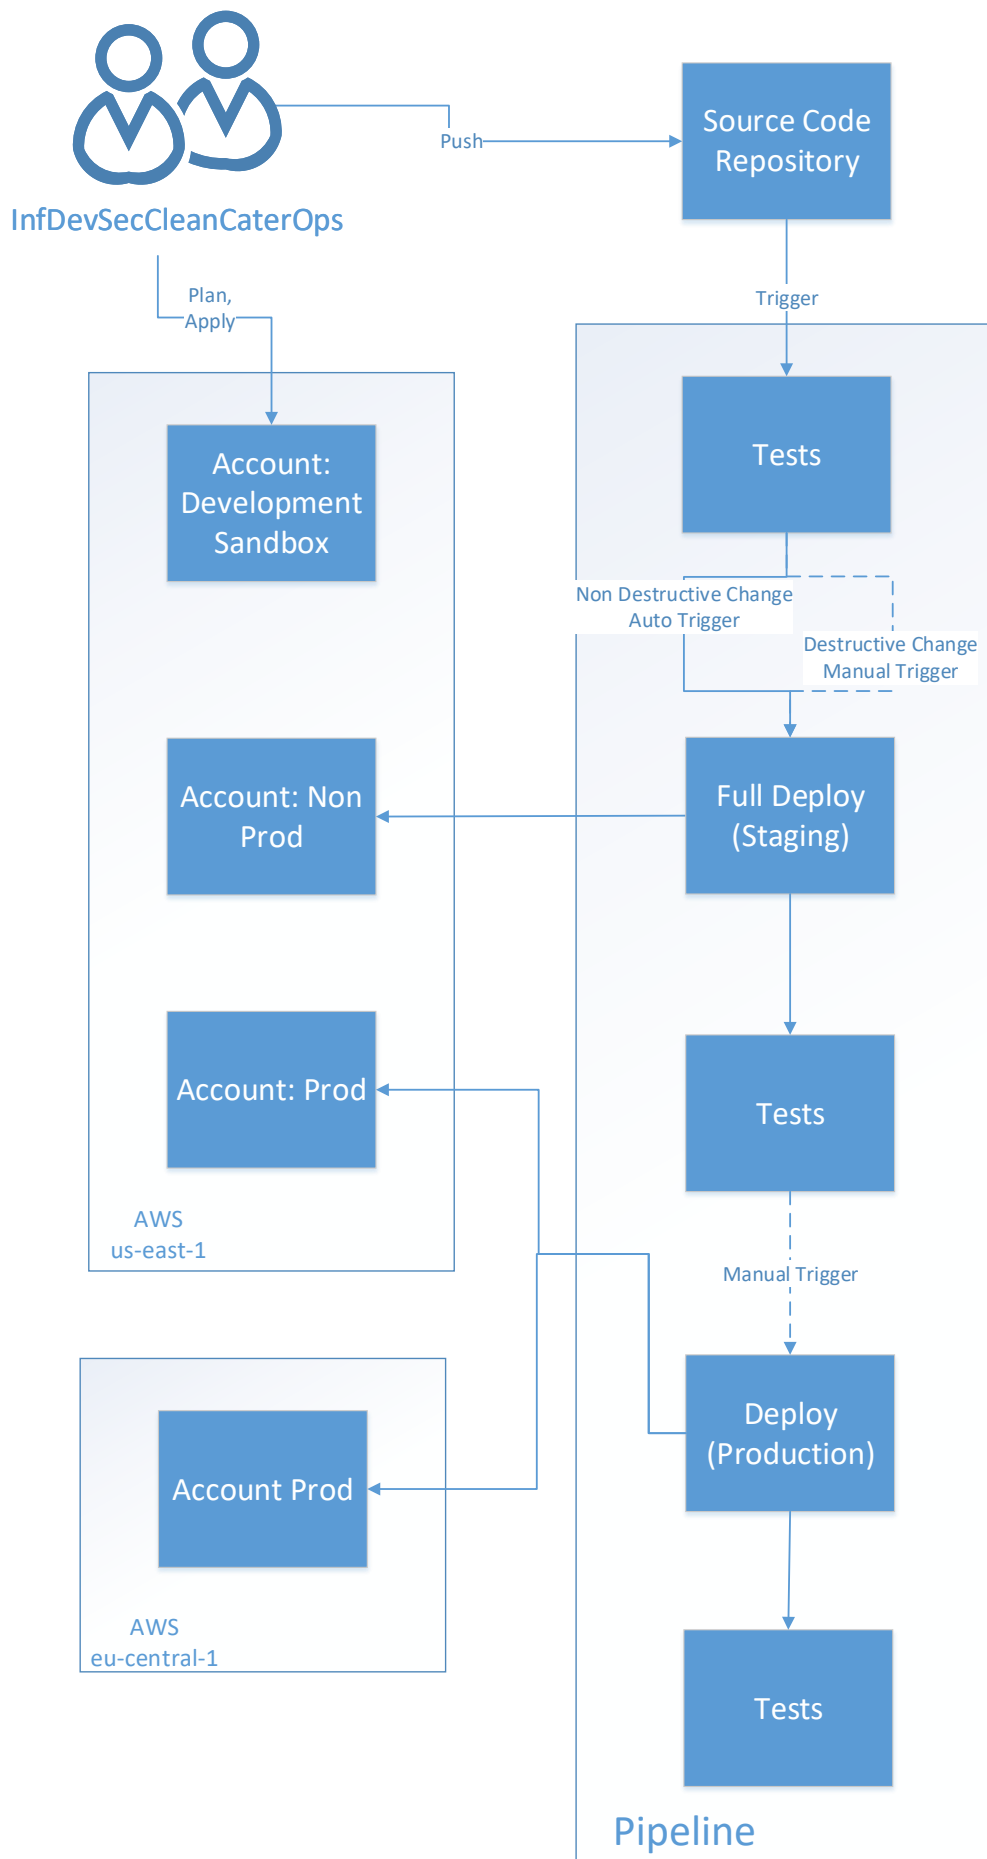 InfDevSecCleanCaterOps
Push
Source Code
Repository
Plan,
Apply
Trigger
Account:
Development
Sandbox
Tests
Non Destructive Change
Auto Trigger
Destructive Change
Manual Trigger
Account: Non
Prod
Full Deploy
(Staging)
Account: Prod
Tests
AWS
us-east-1
Manual Trigger
Account Prod
Deploy
(Production)
AWS
eu-central-1
Tests
Pipeline